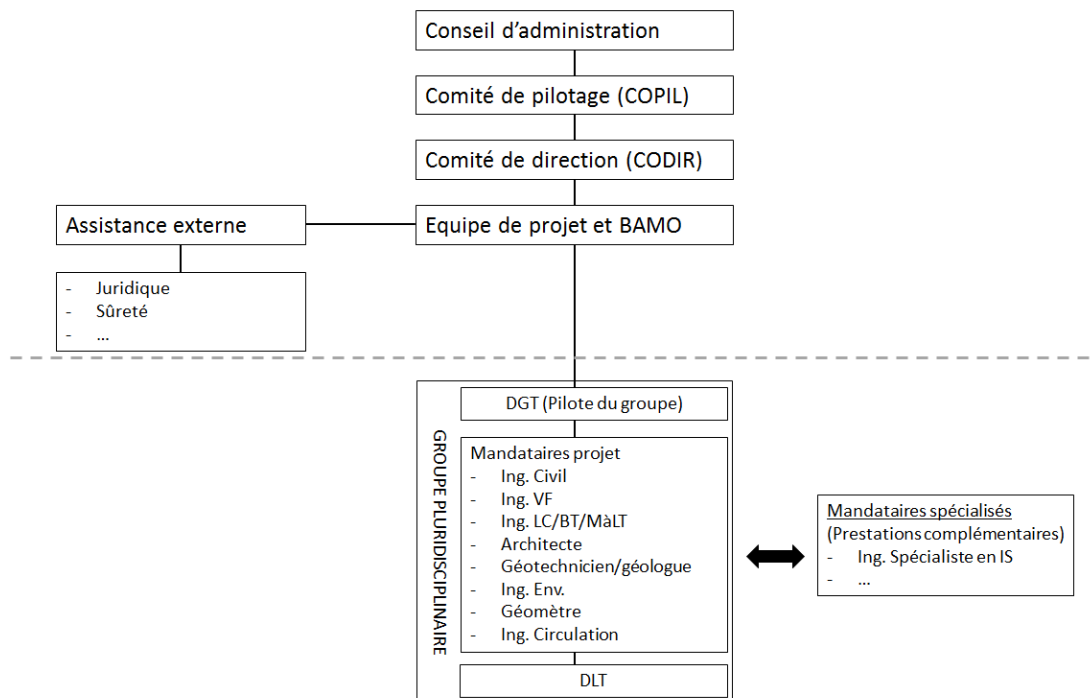 Conseil d’administration
Comité de pilotage (COPIL)
Comité de direction (CODIR)
Assistance externe
Equipe de projet et BAMO
- Juridique
- Sûreté
- ...
GROUPE PLURIDISCIPLINAIRE
DGT (Pilote du groupe)
Mandataires projet
- Ing. Civil
- Ing. VF
- Ing. LC/BT/MàLT
- Architecte
- Géotechnicien/géologue
- Ing. Env.
- Géomètre
- Ing. Circulation
DLT
Mandataires spécialisés
(Prestations complémentaires)
- Ing. Spécialiste en IS
- ...